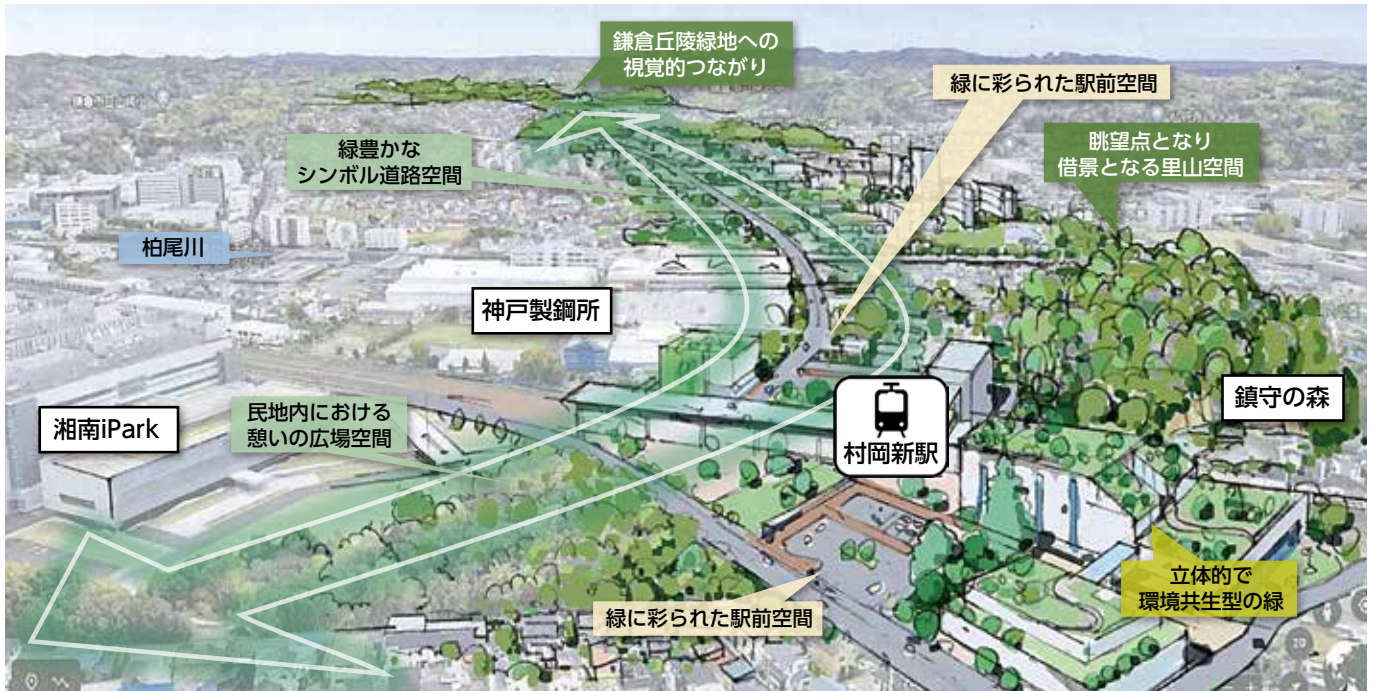 鎌倉丘陵緑地への
視覚的つながり
緑に彩られた駅前空間
眺望点となり
借景となる里山空間
緑豊かな
シンボル道路空間
柏尾川
神戸製鋼所
鎮守の森
民地内における
憩いの広場空間
湘南iPark
村岡新駅
立体的で
環境共生型の緑
緑に彩られた駅前空間